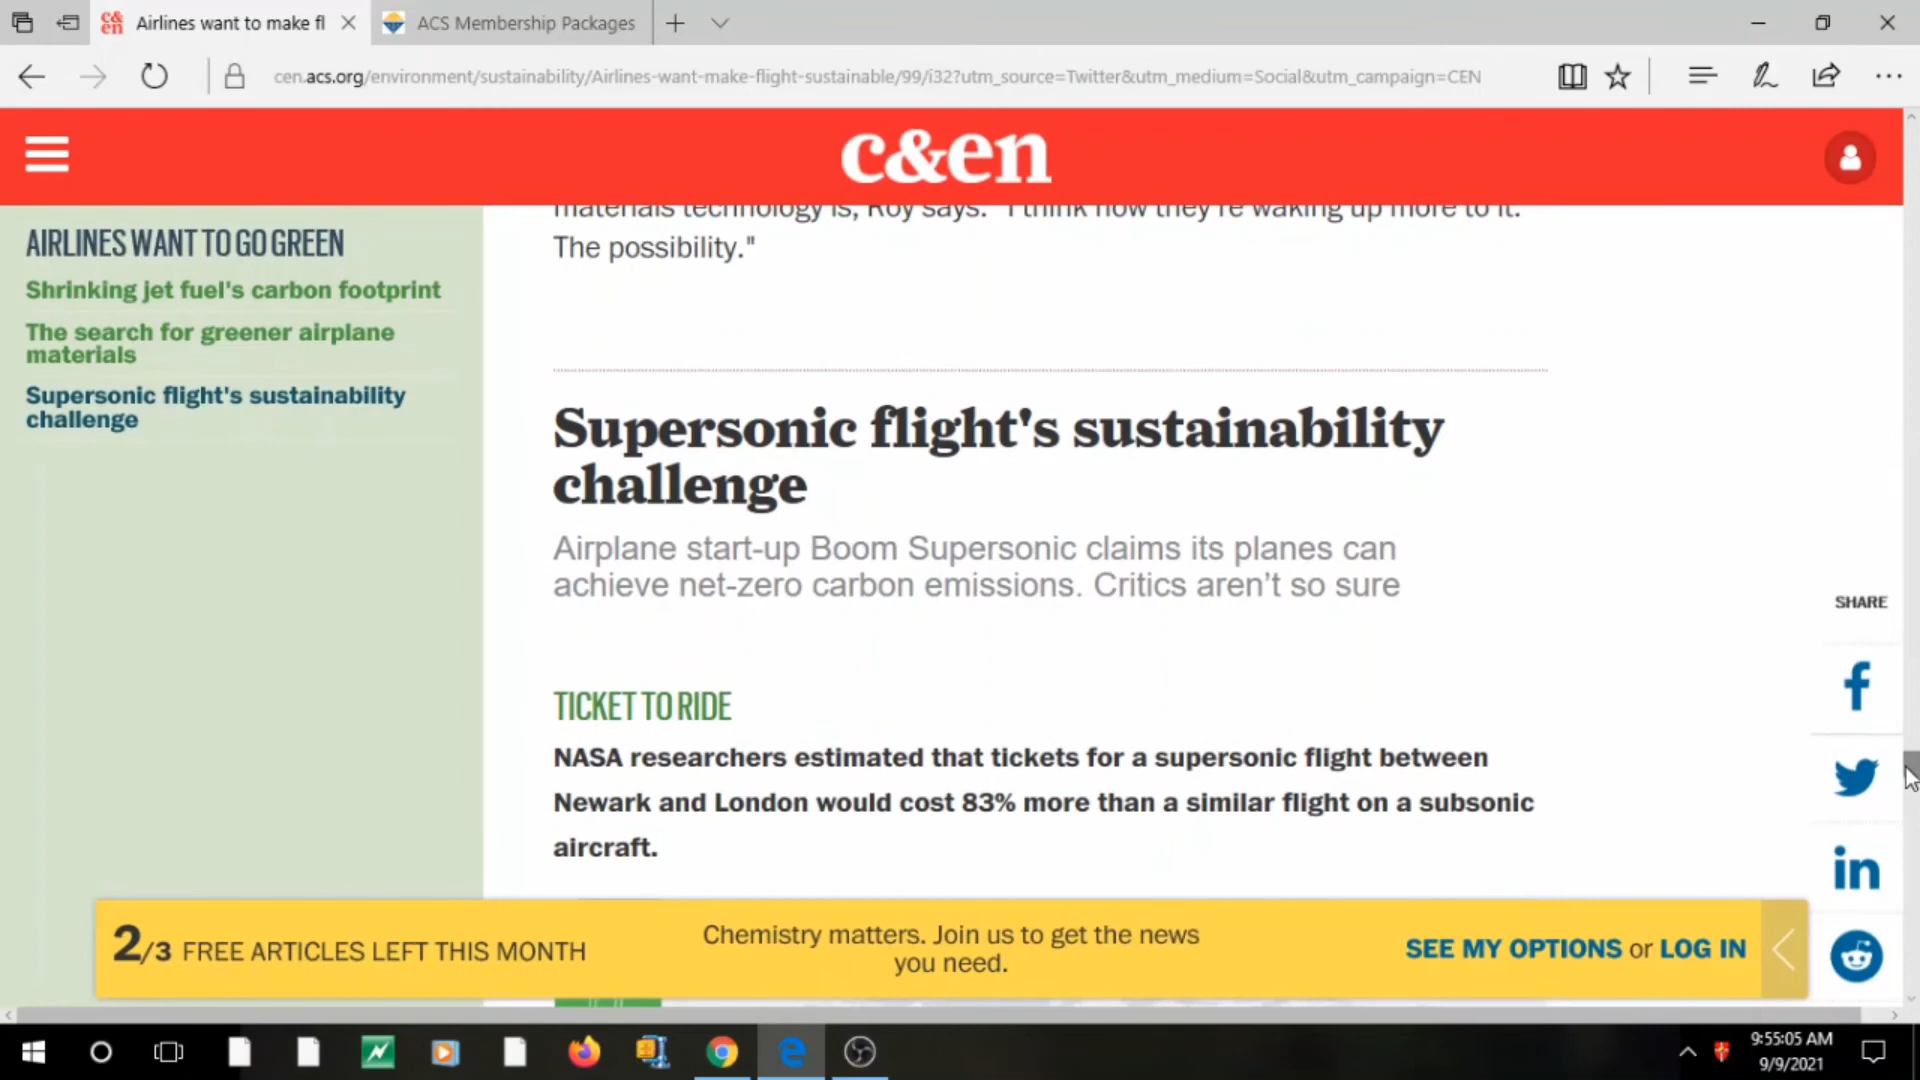 Airlines want to make fl
ACS Membership Packages
cen.acs.org/environment/sustainability/Airlines-want-make-flight-sustainable/99/i32?utm_source=Twitter&utm_medium=Social&utm_campaign=CEN
c&en
c&en
AIRLINES WANT TO GO GREEN
Shrinking jet fuel's carbon footprint
The search for greener airplane
materials
Supersonic flight's sustainability
challenge
materials technology is, Roy says. "I think now they're waking up more to it.
The possibility."
Supersonic flight's sustainability
challenge
Airplane start-up Boom Supersonic claims its planes can
achieve net-zero carbon emissions. Critics aren't so sure
TICKET TO RIDE
NASA researchers estimated that tickets for a supersonic flight between
Newark and London would cost 83% more than a similar flight on a subsonic
aircraft.
SHARE
2/3 FREE ARTICLES LEFT THIS MONTH
Chemistry matters. Join us to get the news
you need.
SEE MY OPTIONS or LOG IN
9:55:05 AM
9/9/2021